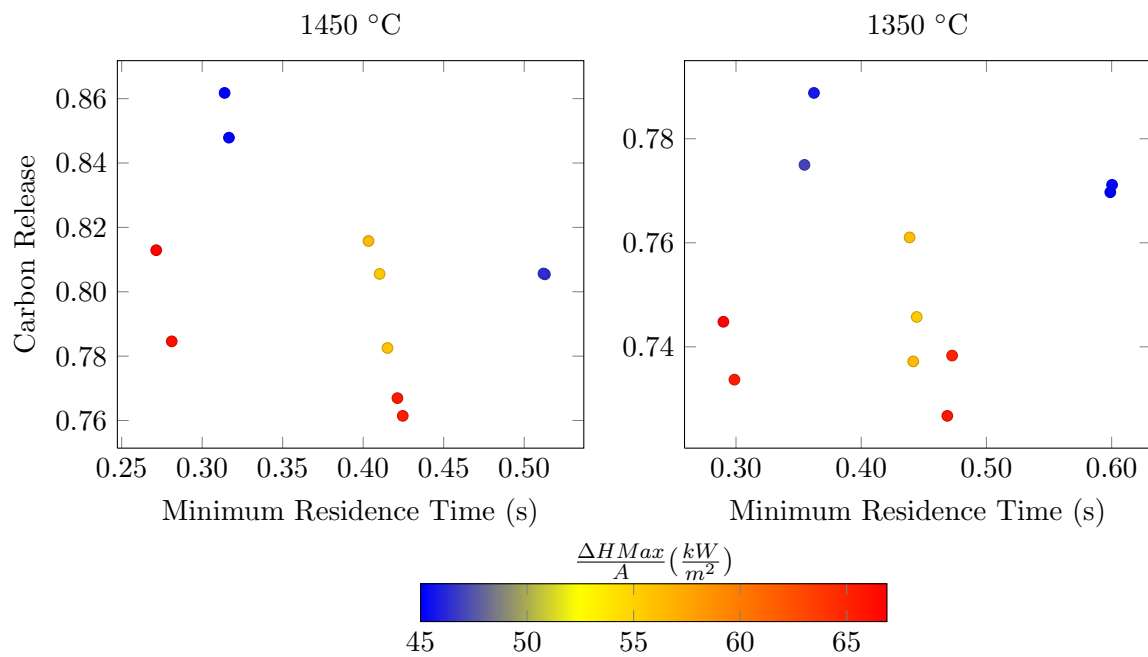 1450 °C
1350 °C
Carbon Release
0.86
0.84
0.82
0.80
0.78
0.76
0.25 0.30 0.35 0.40 0.45 0.50
Minimum Residence Time (s)
0.78
0.76
0.74
0.30 0.40 0.50 0.60
Minimum Residence Time (s)
ΔHMax/A (kW/m²)
45 50 55 60 65